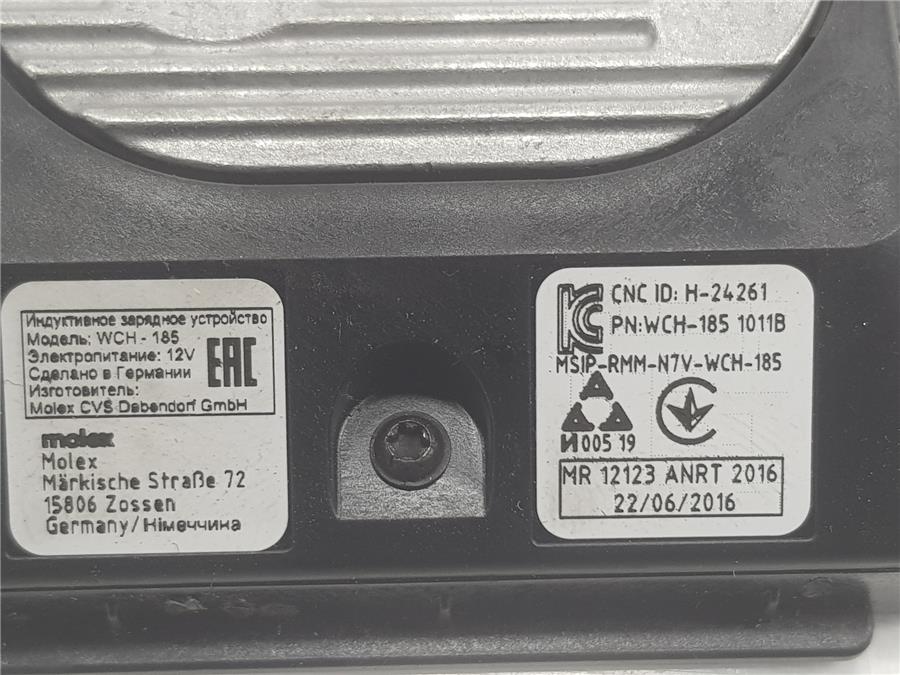 Индуктивное зарядное устройство
Модель: WCH - 185
Электропитание: 12V
Сделано в Германии
Изготовитель:
Molex CVS Dabendorf GmbH
EAC
molex
Molex
Märkische Straße 72
15806 Zossen
Germany/Німеччина
CNC ID: H-24261
PN:WCH-185 1011B
MSIP-RMM-N7V-WCH-185
И005 19
MR 12123 ANRT 2016
22/06/2016